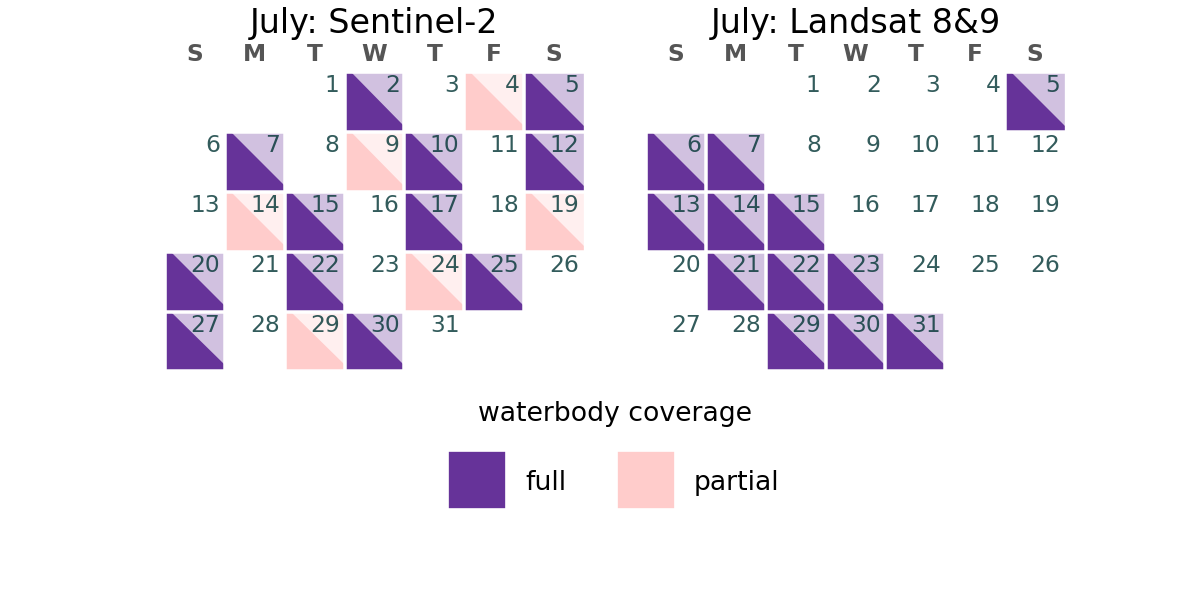 July: Sentinel-2
S M T W T F S
1 2 3 4 5
6 7 8 9 10 11 12
13 14 15 16 17 18 19
20 21 22 23 24 25 26
27 28 29 30 31
July: Landsat 8&9
S M T W T F S
1 2 3 4 5
6 7 8 9 10 11 12
13 14 15 16 17 18 19
20 21 22 23 24 25 26
27 28 29 30 31
waterbody coverage
full partial